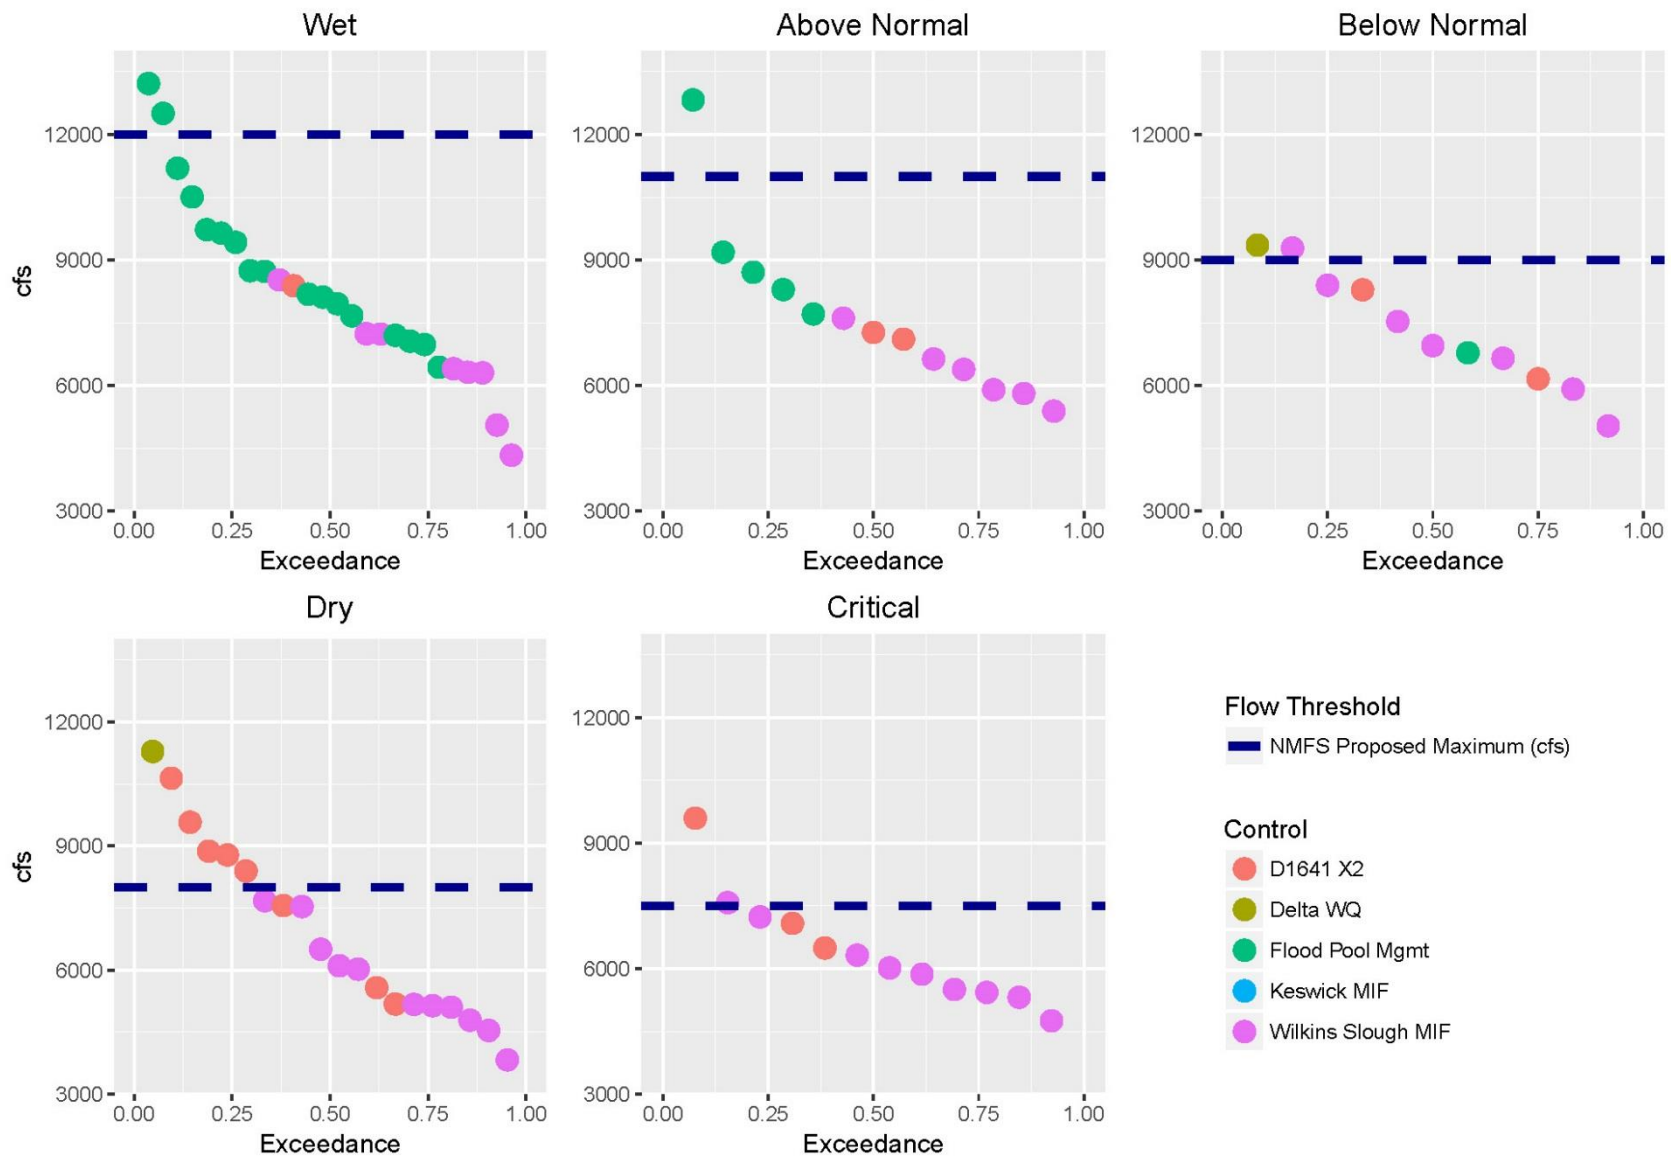 Wet
Above Normal
Below Normal
cfs
12000
9000
6000
3000
0.00 0.25 0.50 0.75 1.00
Exceedance
12000
9000
6000
3000
0.00 0.25 0.50 0.75 1.00
Exceedance
12000
9000
6000
3000
0.00 0.25 0.50 0.75 1.00
Exceedance
Dry
Critical
cfs
12000
9000
6000
3000
0.00 0.25 0.50 0.75 1.00
Exceedance
12000
9000
6000
3000
0.00 0.25 0.50 0.75 1.00
Exceedance
Flow Threshold
NMFS Proposed Maximum (cfs)
Control
D1641 X2
Delta WQ
Flood Pool Mgmt
Keswick MIF
Wilkins Slough MIF